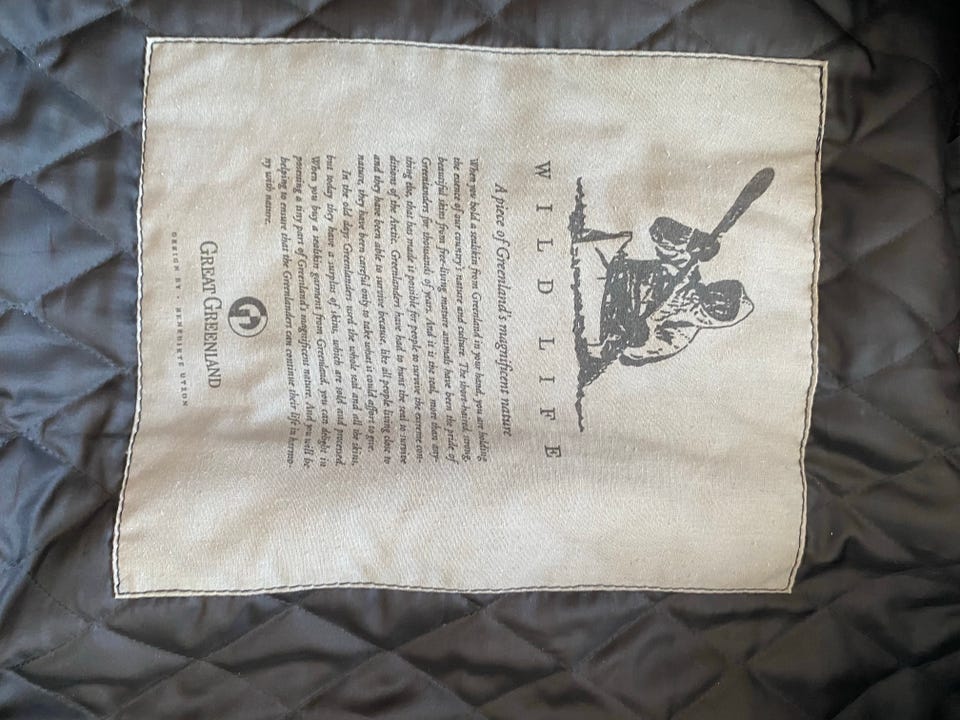 WILDLIFE
A piece of Greenland's magnificent nature
When you hold a sealskin from Greenland in your hand, you are holding
the essence of our country's nature and culture. The short-haired, strong,
beautiful skins from free-living mature animals have been the pride of
Greenlanders for thousands of years. And it is the seal, more than any-
thing else, that has made it possible for people to survive the extreme con-
ditions of the Arctic. Greenlanders have had to hunt the seal to survive
and they have been able to survive because, like all people living close to
nature, they have been careful only to take what it could afford to give.
In the old days Greenlanders used the whole seal and all the skins,
but today they have a surplus of skins, which are sold and processed.
When you buy a sealskin garment from Greenland, you can delight in
possessing a tiny part of Greenland's magnificent nature. And you will be
helping to ensure that the Greenlanders can continue their life in harmo-
ny with nature.
G
GREAT GREENLAND
DESIGN BY · BENEDIKTE UTZON